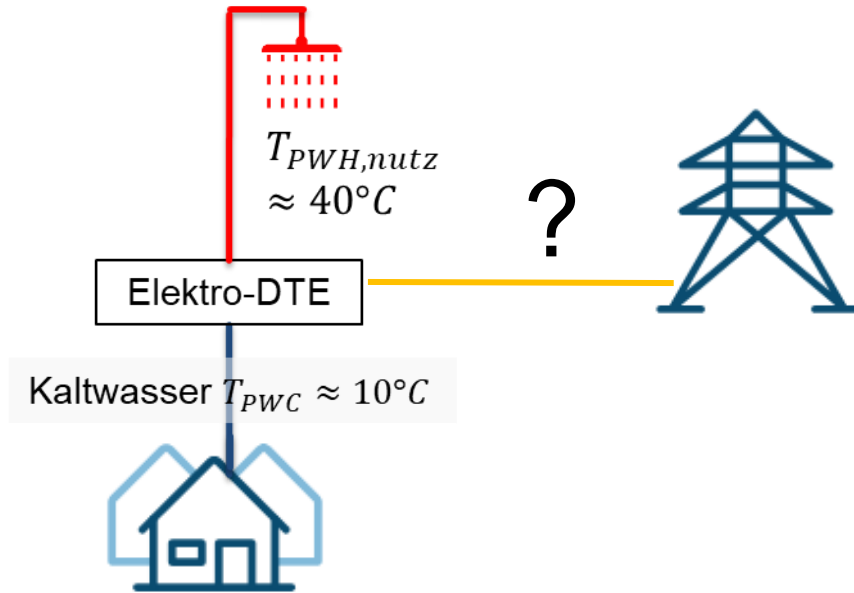 T_PWH,nutz
≈ 40°C
?
Elektro-DTE
Kaltwasser T_PWC ≈ 10°C